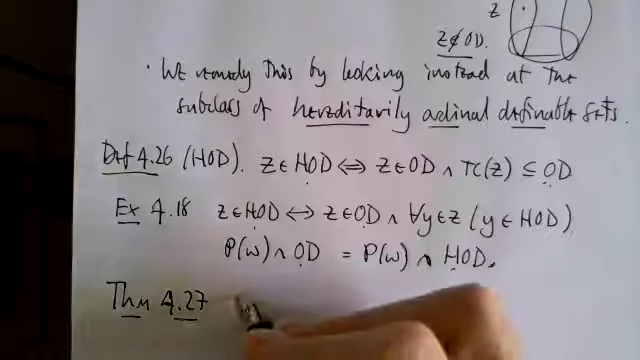 z
z∉OD.
· We remedy this by looking instead at the
subclass of hereditarily ordinal definable sets.
Def 4.26 (HOD). z ∈ HOD ⟺ z ∈ OD ∧ TC(z) ⊆ OD
Ex 4.18 z ∈ HOD ⟷ z ∈ OD ∧ ∀y∈z (y ∈ HOD)
P(ω) ∩ OD = P(ω) ∩ HOD.
Thm 4.27